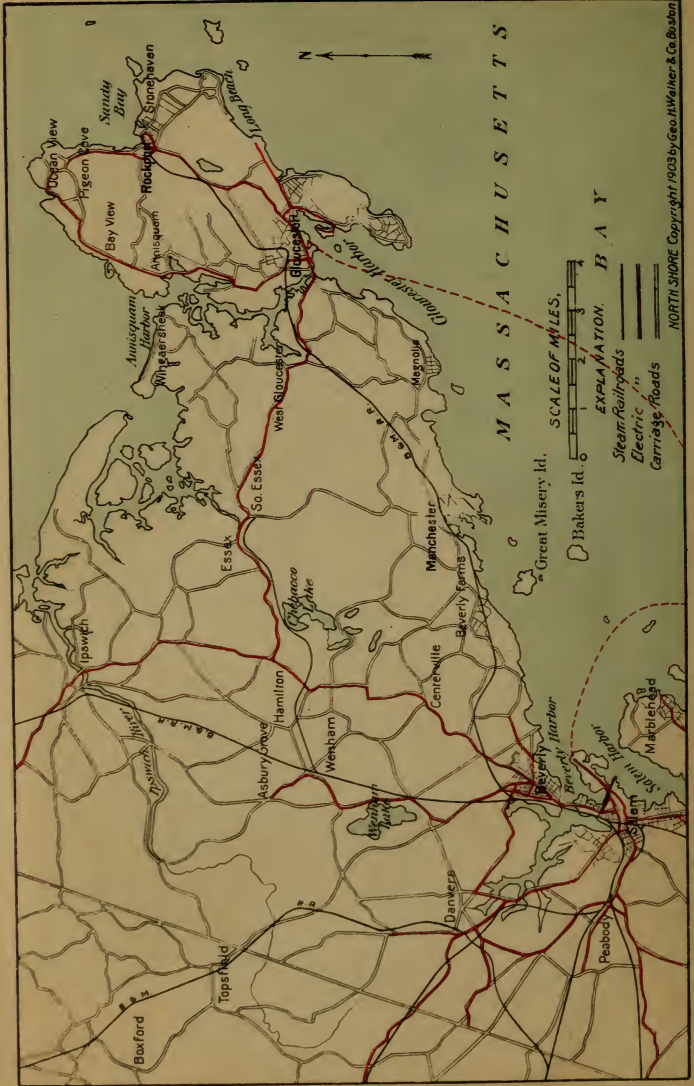 Sandy
Bay
Ocean View
Pigeon Cove
Stonehaven
Rockport
Long Beach
Bay View
Annisquam
Annisquam
Harbor
Wingaersheek
Gloucester
Gloucester Harbor
West Gloucester
Magnolia
B & M. R R
So. Essex
Essex
Chebacco
Lake
Manchester
Beverly Farms
Ipswich
Ipswich River
B. & M. R.R.
Hamilton
Asbury Grove
Wenham
Wenham
Lake
Centerville
Beverly
Beverly Harbor
Salem Harbor
Marblehead
Salem
Danvers
Peabody
Topsfield
Boxford
B & M
R R
Great Misery Id.
Bakers Id.
N
MASSACHUSETTS
BAY
SCALE OF MILES.
0 1 2 3 4
EXPLANATION.
Steam Railroads
Electric "
Carriage Roads
NORTH SHORE Copyright 1903 by Geo. H. Walker & Co. Boston